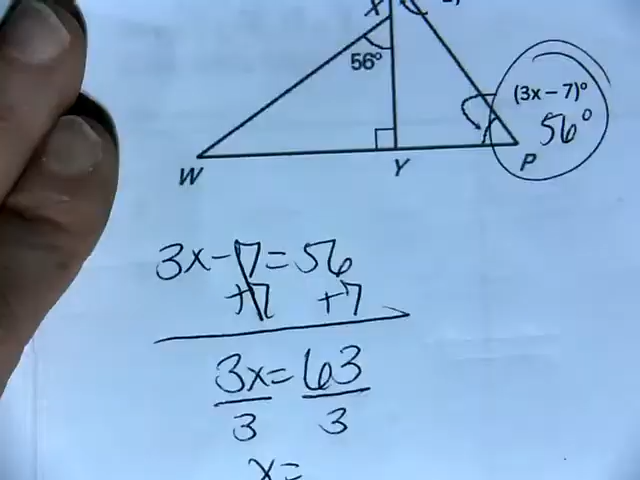 X
56°
(3x – 7)°
56°
W
Y
P
3x-7=56
+7 +7
3x=63
3 3
x=